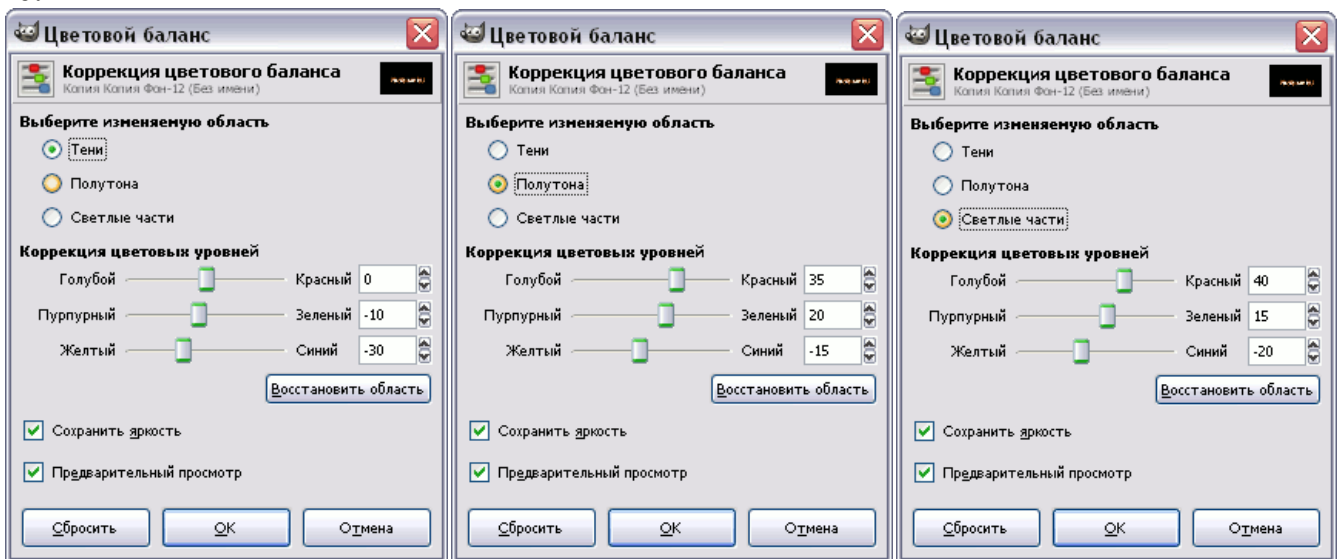 Цветовой баланс
Коррекция цветового баланса
Копия Копия Фон-12 (Без имени)
Выберите изменяемую область
Тени
Полутона
Светлые части
Коррекция цветовых уровней
Голубой Красный 0
Пурпурный Зеленый -10
Желтый Синий -30
Восстановить область
Сохранить яркость
Предварительный просмотр
Сбросить OK Отмена
Цветовой баланс
Коррекция цветового баланса
Копия Копия Фон-12 (Без имени)
Выберите изменяемую область
Тени
Полутона
Светлые части
Коррекция цветовых уровней
Голубой Красный 35
Пурпурный Зеленый 20
Желтый Синий -15
Восстановить область
Сохранить яркость
Предварительный просмотр
Сбросить OK Отмена
Цветовой баланс
Коррекция цветового баланса
Копия Копия Фон-12 (Без имени)
Выберите изменяемую область
Тени
Полутона
Светлые части
Коррекция цветовых уровней
Голубой Красный 40
Пурпурный Зеленый 15
Желтый Синий -20
Восстановить область
Сохранить яркость
Предварительный просмотр
Сбросить OK Отмена